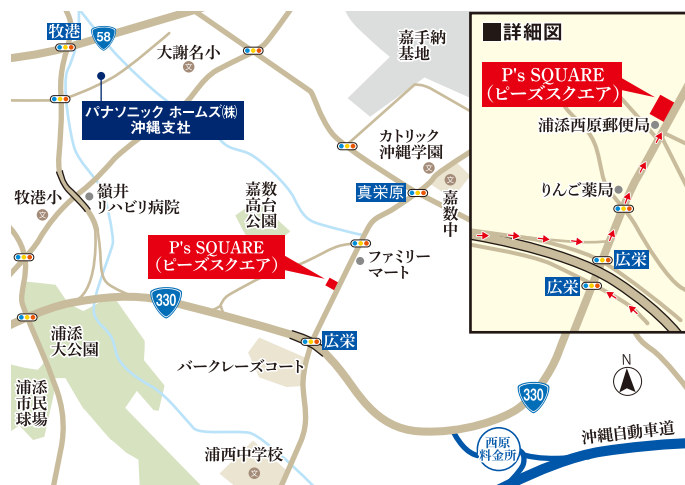 牧港
58
大謝名小
文
嘉手納
基地
パナソニック ホームズ㈱
沖縄支社
カトリック
沖縄学園
文
文
嘉数中
真栄原
牧港小
文
嶺井
リハビリ病院
嘉数
高台
公園
P's SQUARE
(ピーズスクエア)
ファミリー
マート
330
浦添
大公園
広栄
バークレーズコート
浦添
市民
球場
浦西中学校
文
330
西原
料金所
沖縄自動車道
N
■詳細図
P's SQUARE
(ピーズスクエア)
浦添西原郵便局
りんご薬局
広栄
広栄